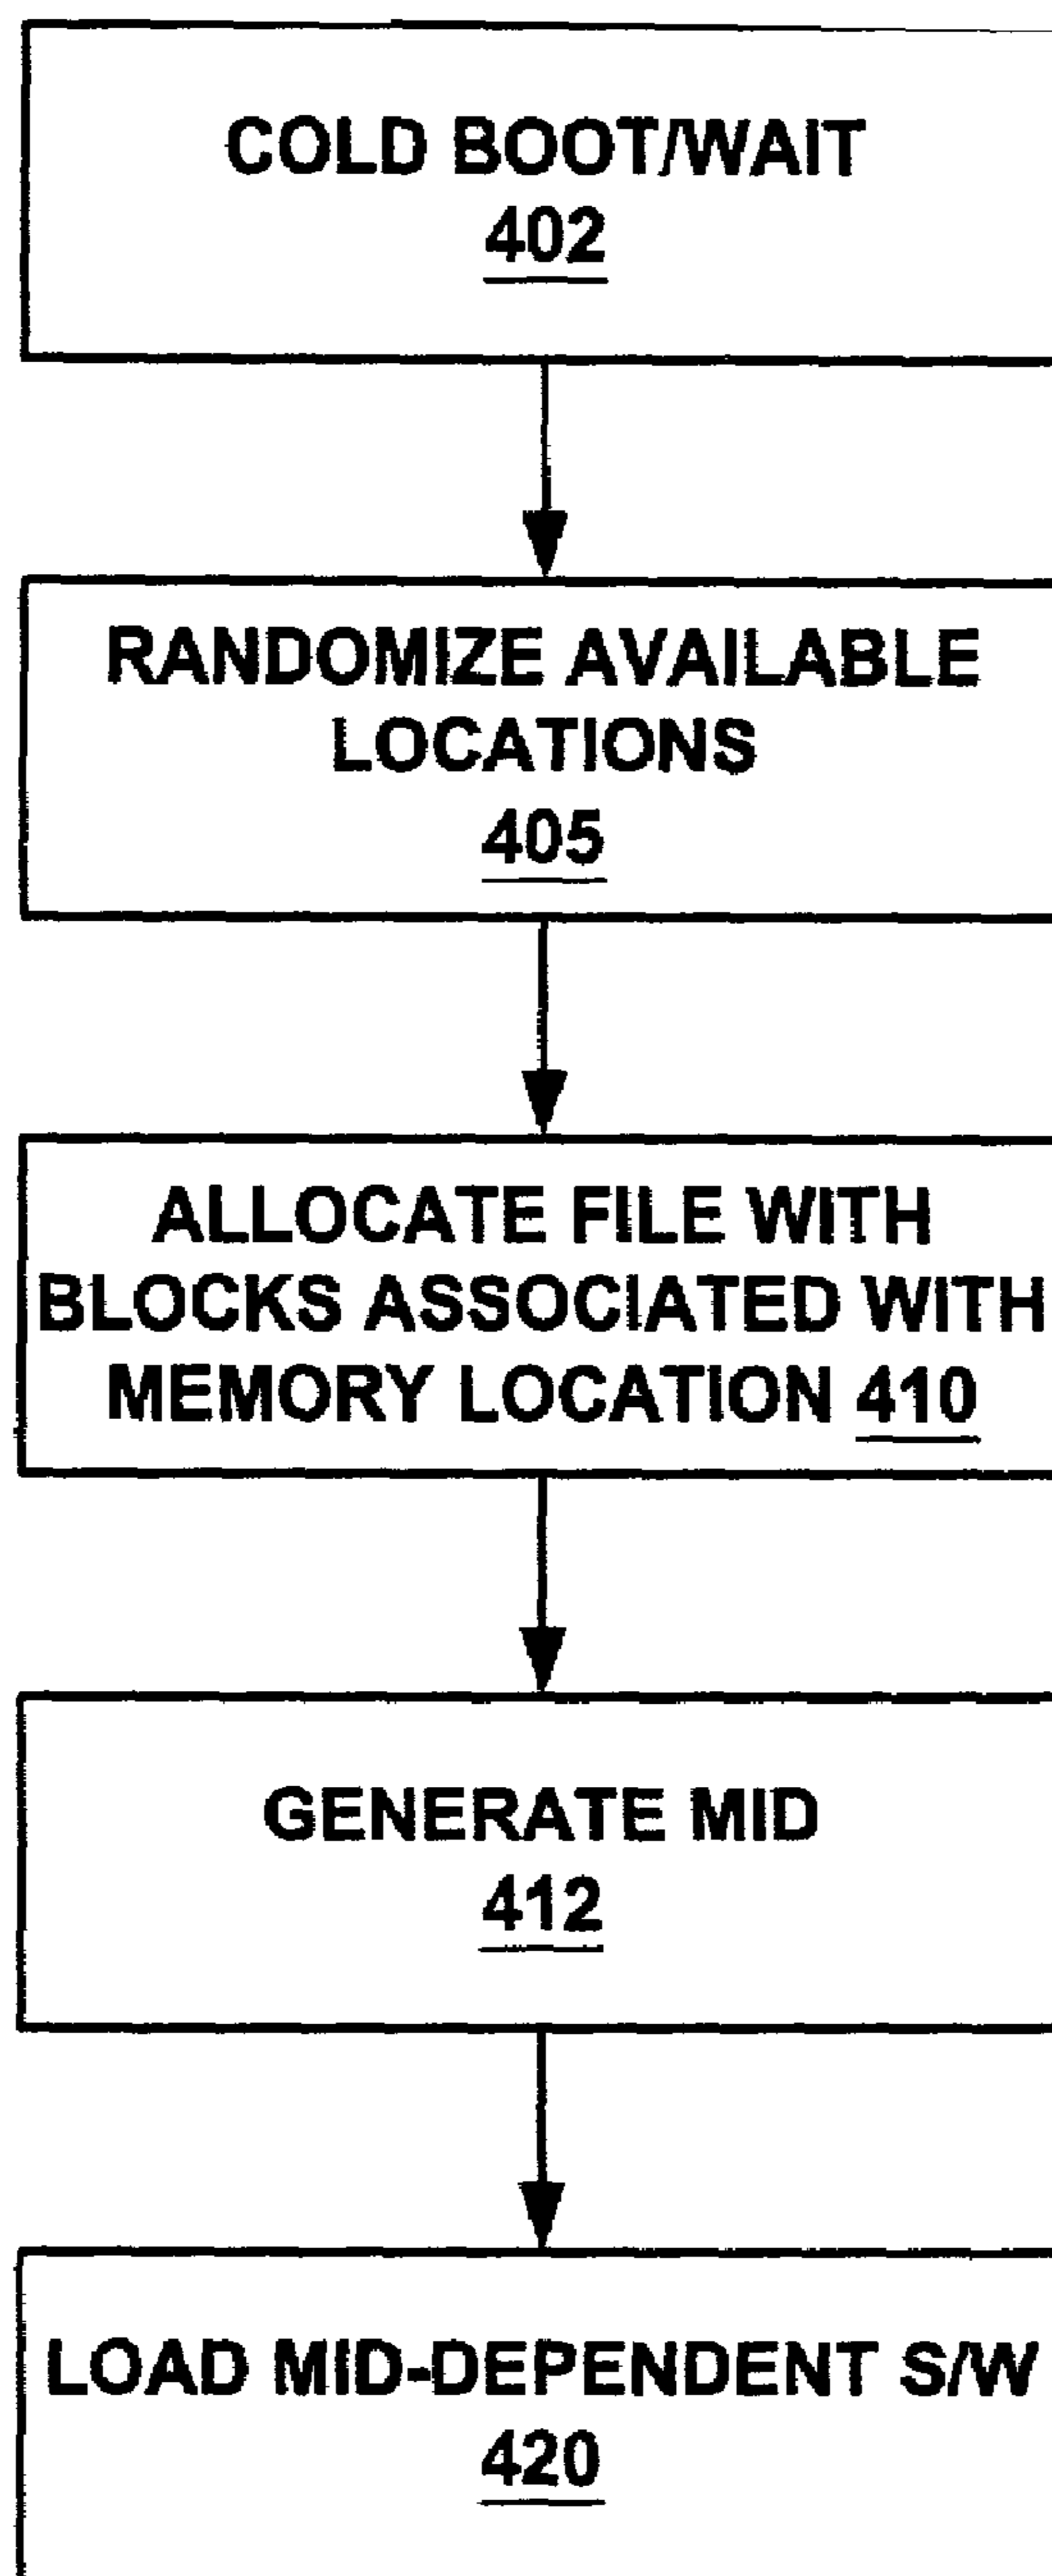 COLD BOOT/WAIT
402
RANDOMIZE AVAILABLE
LOCATIONS
405
ALLOCATE FILE WITH
BLOCKS ASSOCIATED WITH
MEMORY LOCATION 410
GENERATE MID
412
LOAD MID-DEPENDENT S/W
420